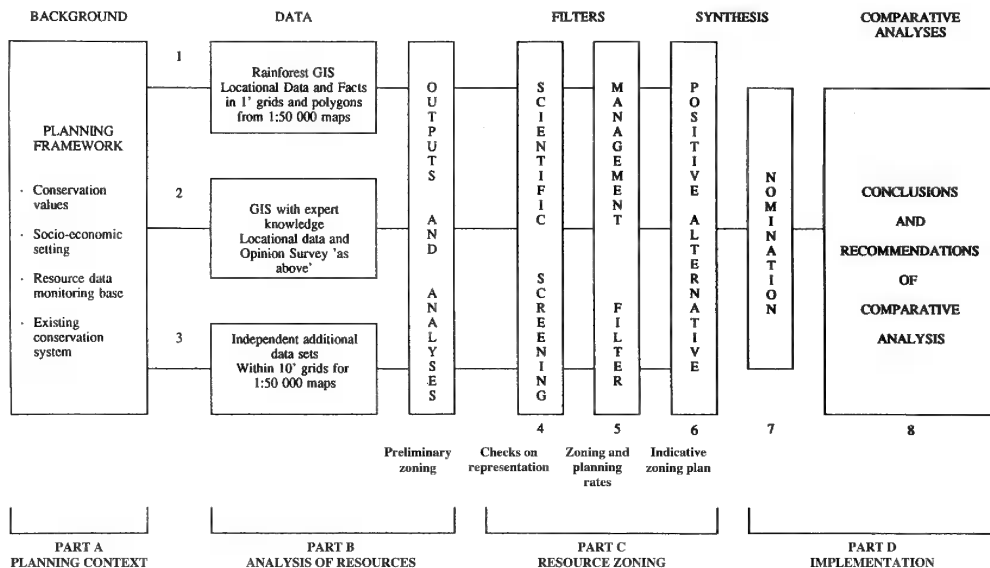 BACKGROUND
DATA
FILTERS
SYNTHESIS
COMPARATIVE
ANALYSES
PLANNING
FRAMEWORK
· Conservation
values
· Socio-economic
setting
· Resource data
monitoring base
· Existing
conservation
system
1
Rainforest GIS
Locational Data and Facts
in 1' grids and polygons
from 1:50 000 maps
2
GIS with expert
knowledge
Locational data and
Opinion Survey 'as
above'
3
Independent additional
data sets
Within 10' grids for
1:50 000 maps
OUTPUTS AND ANALYSES
SCIENTIFIC SCREENING
MANAGEMENT FILTER
POSITIVE ALTERNATIVE
NOMINATION
CONCLUSIONS
AND
RECOMMENDATIONS
OF
COMPARATIVE
ANALYSIS
4
5
6
7
8
Preliminary
zoning
Checks on
representation
Zoning and
planning
rates
Indicative
zoning plan
PART A
PLANNING CONTEXT
PART B
ANALYSIS OF RESOURCES
PART C
RESOURCE ZONING
PART D
IMPLEMENTATION